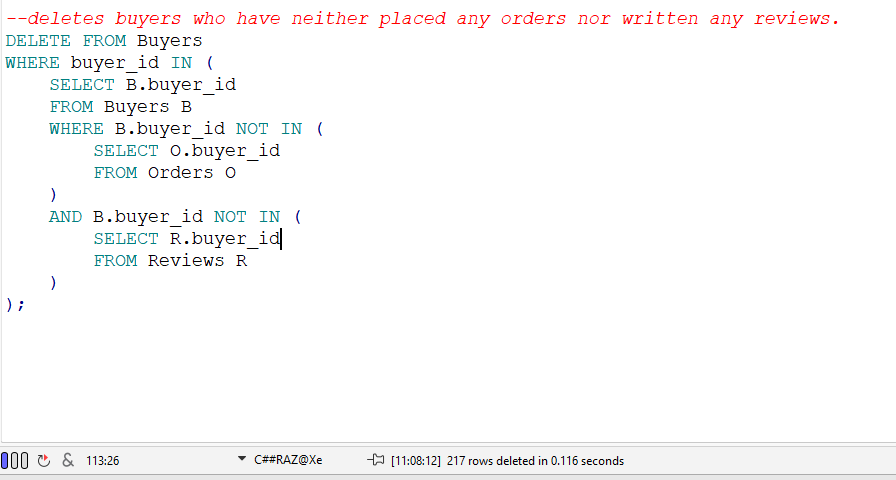 --deletes buyers who have neither placed any orders nor written any reviews.
DELETE FROM Buyers
WHERE buyer_id IN (
    SELECT B.buyer_id
    FROM Buyers B
    WHERE B.buyer_id NOT IN (
        SELECT O.buyer_id
        FROM Orders O
    )
    AND B.buyer_id NOT IN (
        SELECT R.buyer_id
        FROM Reviews R
    )
);
& 113:26 C##RAZ@Xe [11:08:12] 217 rows deleted in 0.116 seconds